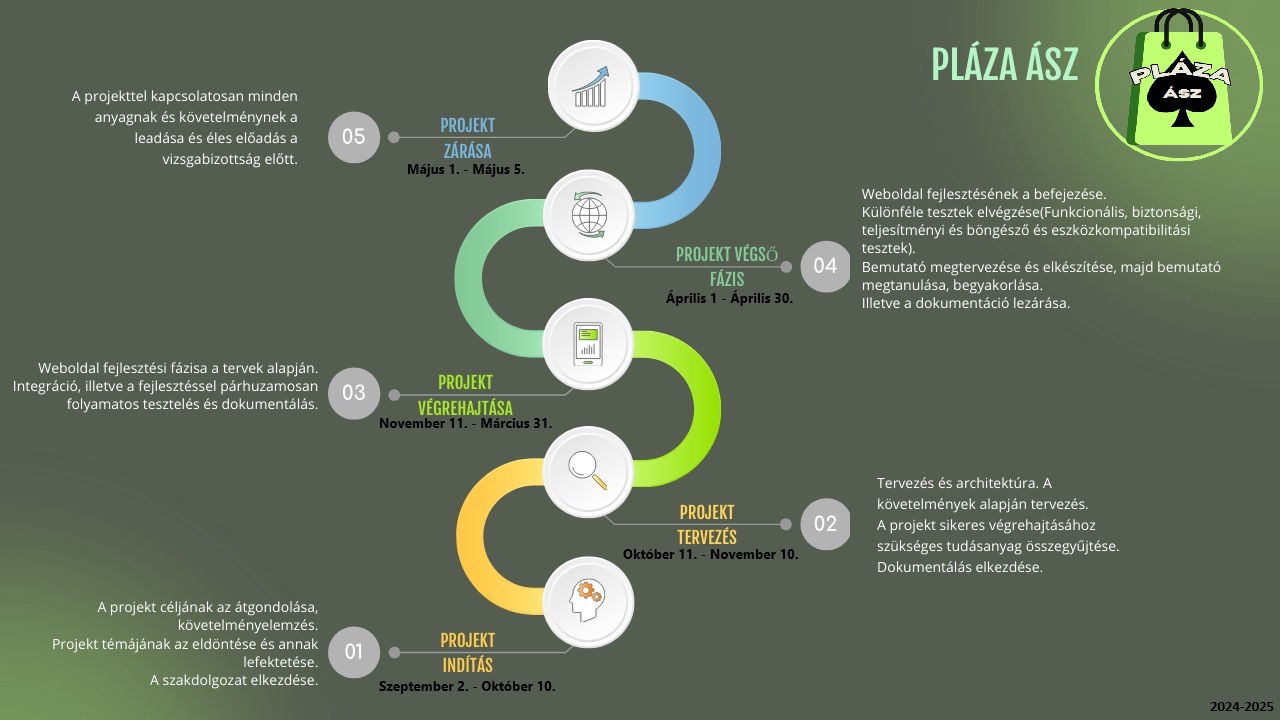 PLÁZA ÁSZ
PLÁZA
ÁSZ
A projekttel kapcsolatosan minden
anyagnak és követelménynek a
leadása és éles előadás a
vizsgabizottság előtt.
05
PROJEKT
ZÁRÁSA
Május 1. - Május 5.
Weboldal fejlesztésének a befejezése.
Különféle tesztek elvégzése(Funkcionális, biztonsági,
teljesítményi és böngésző és eszközkompatibilitási
tesztek).
Bemutató megtervezése és elkészítése, majd bemutató
megtanulása, begyakorlása.
Illetve a dokumentáció lezárása.
04
PROJEKT VÉGSŐ
FÁZIS
Április 1 - Április 30.
Weboldal fejlesztési fázisa a tervek alapján.
Integráció, illetve a fejlesztéssel párhuzamosan
folyamatos tesztelés és dokumentálás.
03
PROJEKT
VÉGREHAJTÁSA
November 11. - Március 31.
Tervezés és architektúra. A
követelmények alapján tervezés.
A projekt sikeres végrehajtásához
szükséges tudásanyag összegyűjtése.
Dokumentálás elkezdése.
02
PROJEKT
TERVEZÉS
Október 11. - November 10.
A projekt céljának az átgondolása,
követelményelemzés.
Projekt témájának az eldöntése és annak
lefektetése.
A szakdolgozat elkezdése.
01
PROJEKT
INDÍTÁS
Szeptember 2. - Október 10.
2024-2025